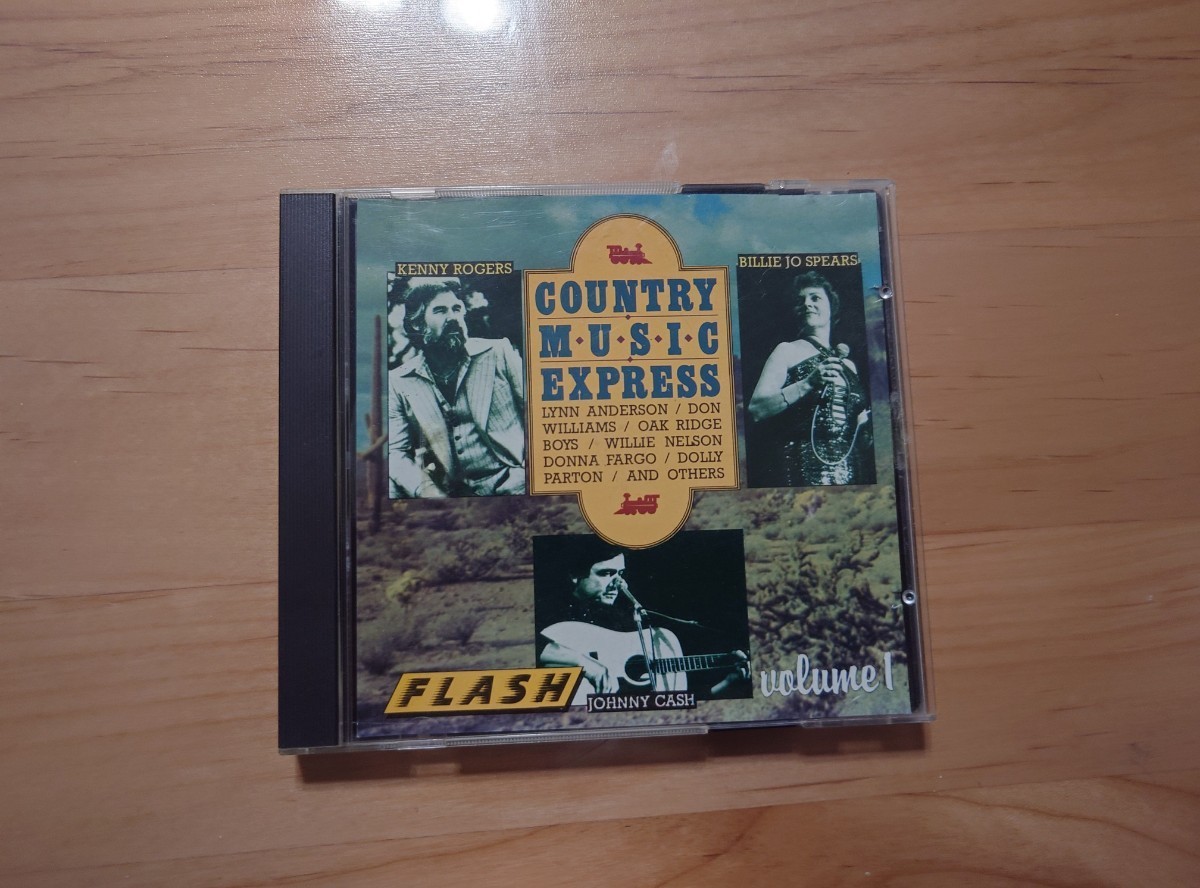 KENNY ROGERS
BILLIE JO SPEARS
COUNTRY
M·U·S·I·C
EXPRESS
LYNN ANDERSON / DON
WILLIAMS / OAK RIDGE
BOYS / WILLIE NELSON
DONNA FARGO / DOLLY
PARTON / AND OTHERS
FLASH
JOHNNY CASH
volume 1